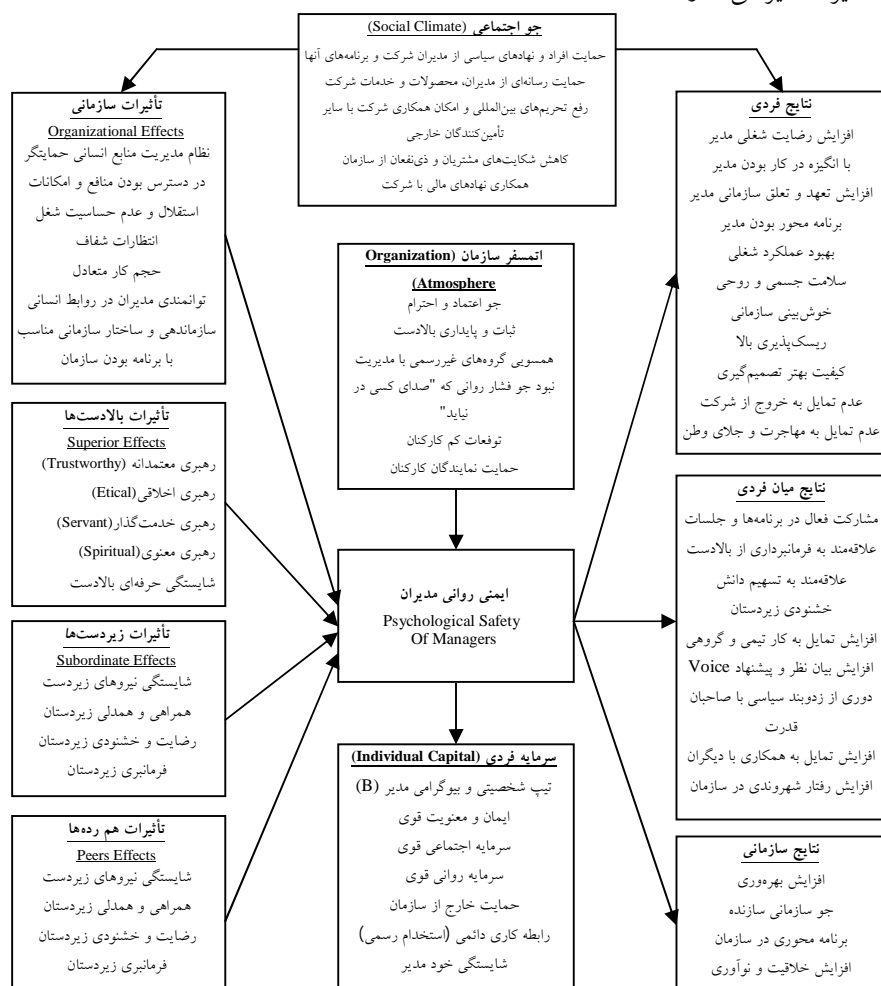 جو اجتماعی (Social Climate)
حمایت افراد و نهادهای سیاسی از مدیران شرکت و برنامه‌های آنها
حمایت رسانه‌ای از مدیران، محصولات و خدمات شرکت
رفع تحریم‌های بین‌المللی و امکان همکاری شرکت با سایر
تأمین‌کنندگان خارجی
کاهش شکایت‌های مشتریان و ذی‌نفعان از سازمان
همکاری نهادهای مالی با شرکت
نتایج فردی
افزایش رضایت شغلی مدیر
با انگیزه در کار بودن مدیر
افزایش تعهد و تعلق سازمانی مدیر
برنامه محور بودن مدیر
بهبود عملکرد شغلی
سلامت جسمی و روحی
خوش‌بینی سازمانی
ریسک‌پذیری بالا
کیفیت بهتر تصمیم‌گیری
عدم تمایل به خروج از شرکت
عدم تمایل به مهاجرت و جلای وطن
اتمسفر سازمان (Organization
Atmosphere)
جو اعتماد و احترام
ثبات و پایداری بالادست
همسویی گروه‌های غیررسمی با مدیریت
نبود جو فشار روانی که "صدای کسی در
نیاید"
توقعات کم کارکنان
حمایت نمایندگان کارکنان
تأثیرات سازمانی
Organizational Effects
نظام مدیریت منابع انسانی حمایتگر
در دسترس بودن منافع و امکانات
استقلال و عدم حساسیت شغل
انتظارات شفاف
حجم کار متعادل
توانمندی مدیران در روابط انسانی
سازماندهی و ساختار سازمانی مناسب
با برنامه بودن سازمان
تأثیرات بالادست‌ها
Superior Effects
رهبری معتمدانه (Trustworthy)
رهبری اخلاقی(Etical)
رهبری خدمت‌گذار(Servant)
رهبری معنوی(Spiritual)
شایستگی حرفه‌ای بالادست
نتایج میان فردی
مشارکت فعال در برنامه‌ها و جلسات
علاقه‌مند به فرمانبرداری از بالادست
علاقه‌مند به تسهیم دانش
خشنودی زیردستان
افزایش تمایل به کار تیمی و گروهی
افزایش بیان نظر و پیشنهاد Voice
دوری از زدوبند سیاسی با صاحبان
قدرت
افزایش تمایل به همکاری با دیگران
افزایش رفتار شهروندی در سازمان
ایمنی روانی مدیران
Psychological Safety
Of Managers
تأثیرات زیردست‌ها
Subordinate Effects
شایستگی نیروهای زیردست
همراهی و همدلی زیردستان
رضایت و خشنودی زیردستان
فرمانبری زیردستان
سرمایه فردی (Individual Capital)
تیپ شخصیتی و بیوگرامی مدیر (B)
ایمان و معنویت قوی
سرمایه اجتماعی قوی
سرمایه روانی قوی
حمایت خارج از سازمان
رابطه کاری دائمی (استخدام رسمی)
شایستگی خود مدیر
تأثیرات هم رده‌ها
Peers Effects
شایستگی نیروهای زیردست
همراهی و همدلی زیردستان
رضایت و خشنودی زیردستان
فرمانبری زیردستان
نتایج سازمانی
افزایش بهره‌وری
جو سازمانی سازنده
برنامه محوری در سازمان
افزایش خلاقیت و نوآوری